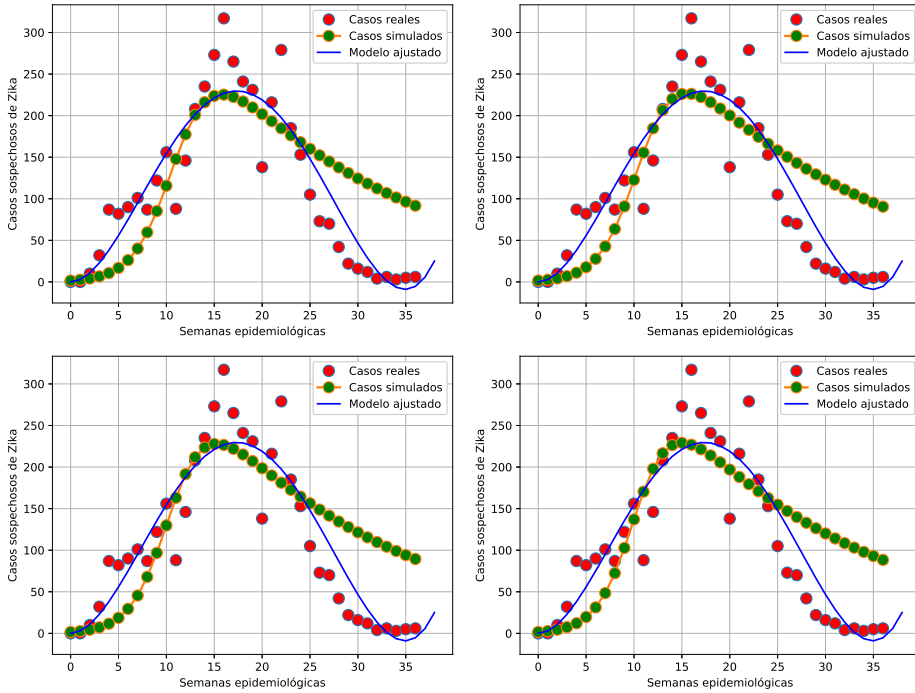 Casos sospechosos de Zika
300
250
200
150
100
50
0
0 5 10 15 20 25 30 35
Semanas epidemiológicas
Casos reales
Casos simulados
Modelo ajustado
Casos sospechosos de Zika
300
250
200
150
100
50
0
0 5 10 15 20 25 30 35
Semanas epidemiológicas
Casos reales
Casos simulados
Modelo ajustado
Casos sospechosos de Zika
300
250
200
150
100
50
0
0 5 10 15 20 25 30 35
Semanas epidemiológicas
Casos reales
Casos simulados
Modelo ajustado
Casos sospechosos de Zika
300
250
200
150
100
50
0
0 5 10 15 20 25 30 35
Semanas epidemiológicas
Casos reales
Casos simulados
Modelo ajustado